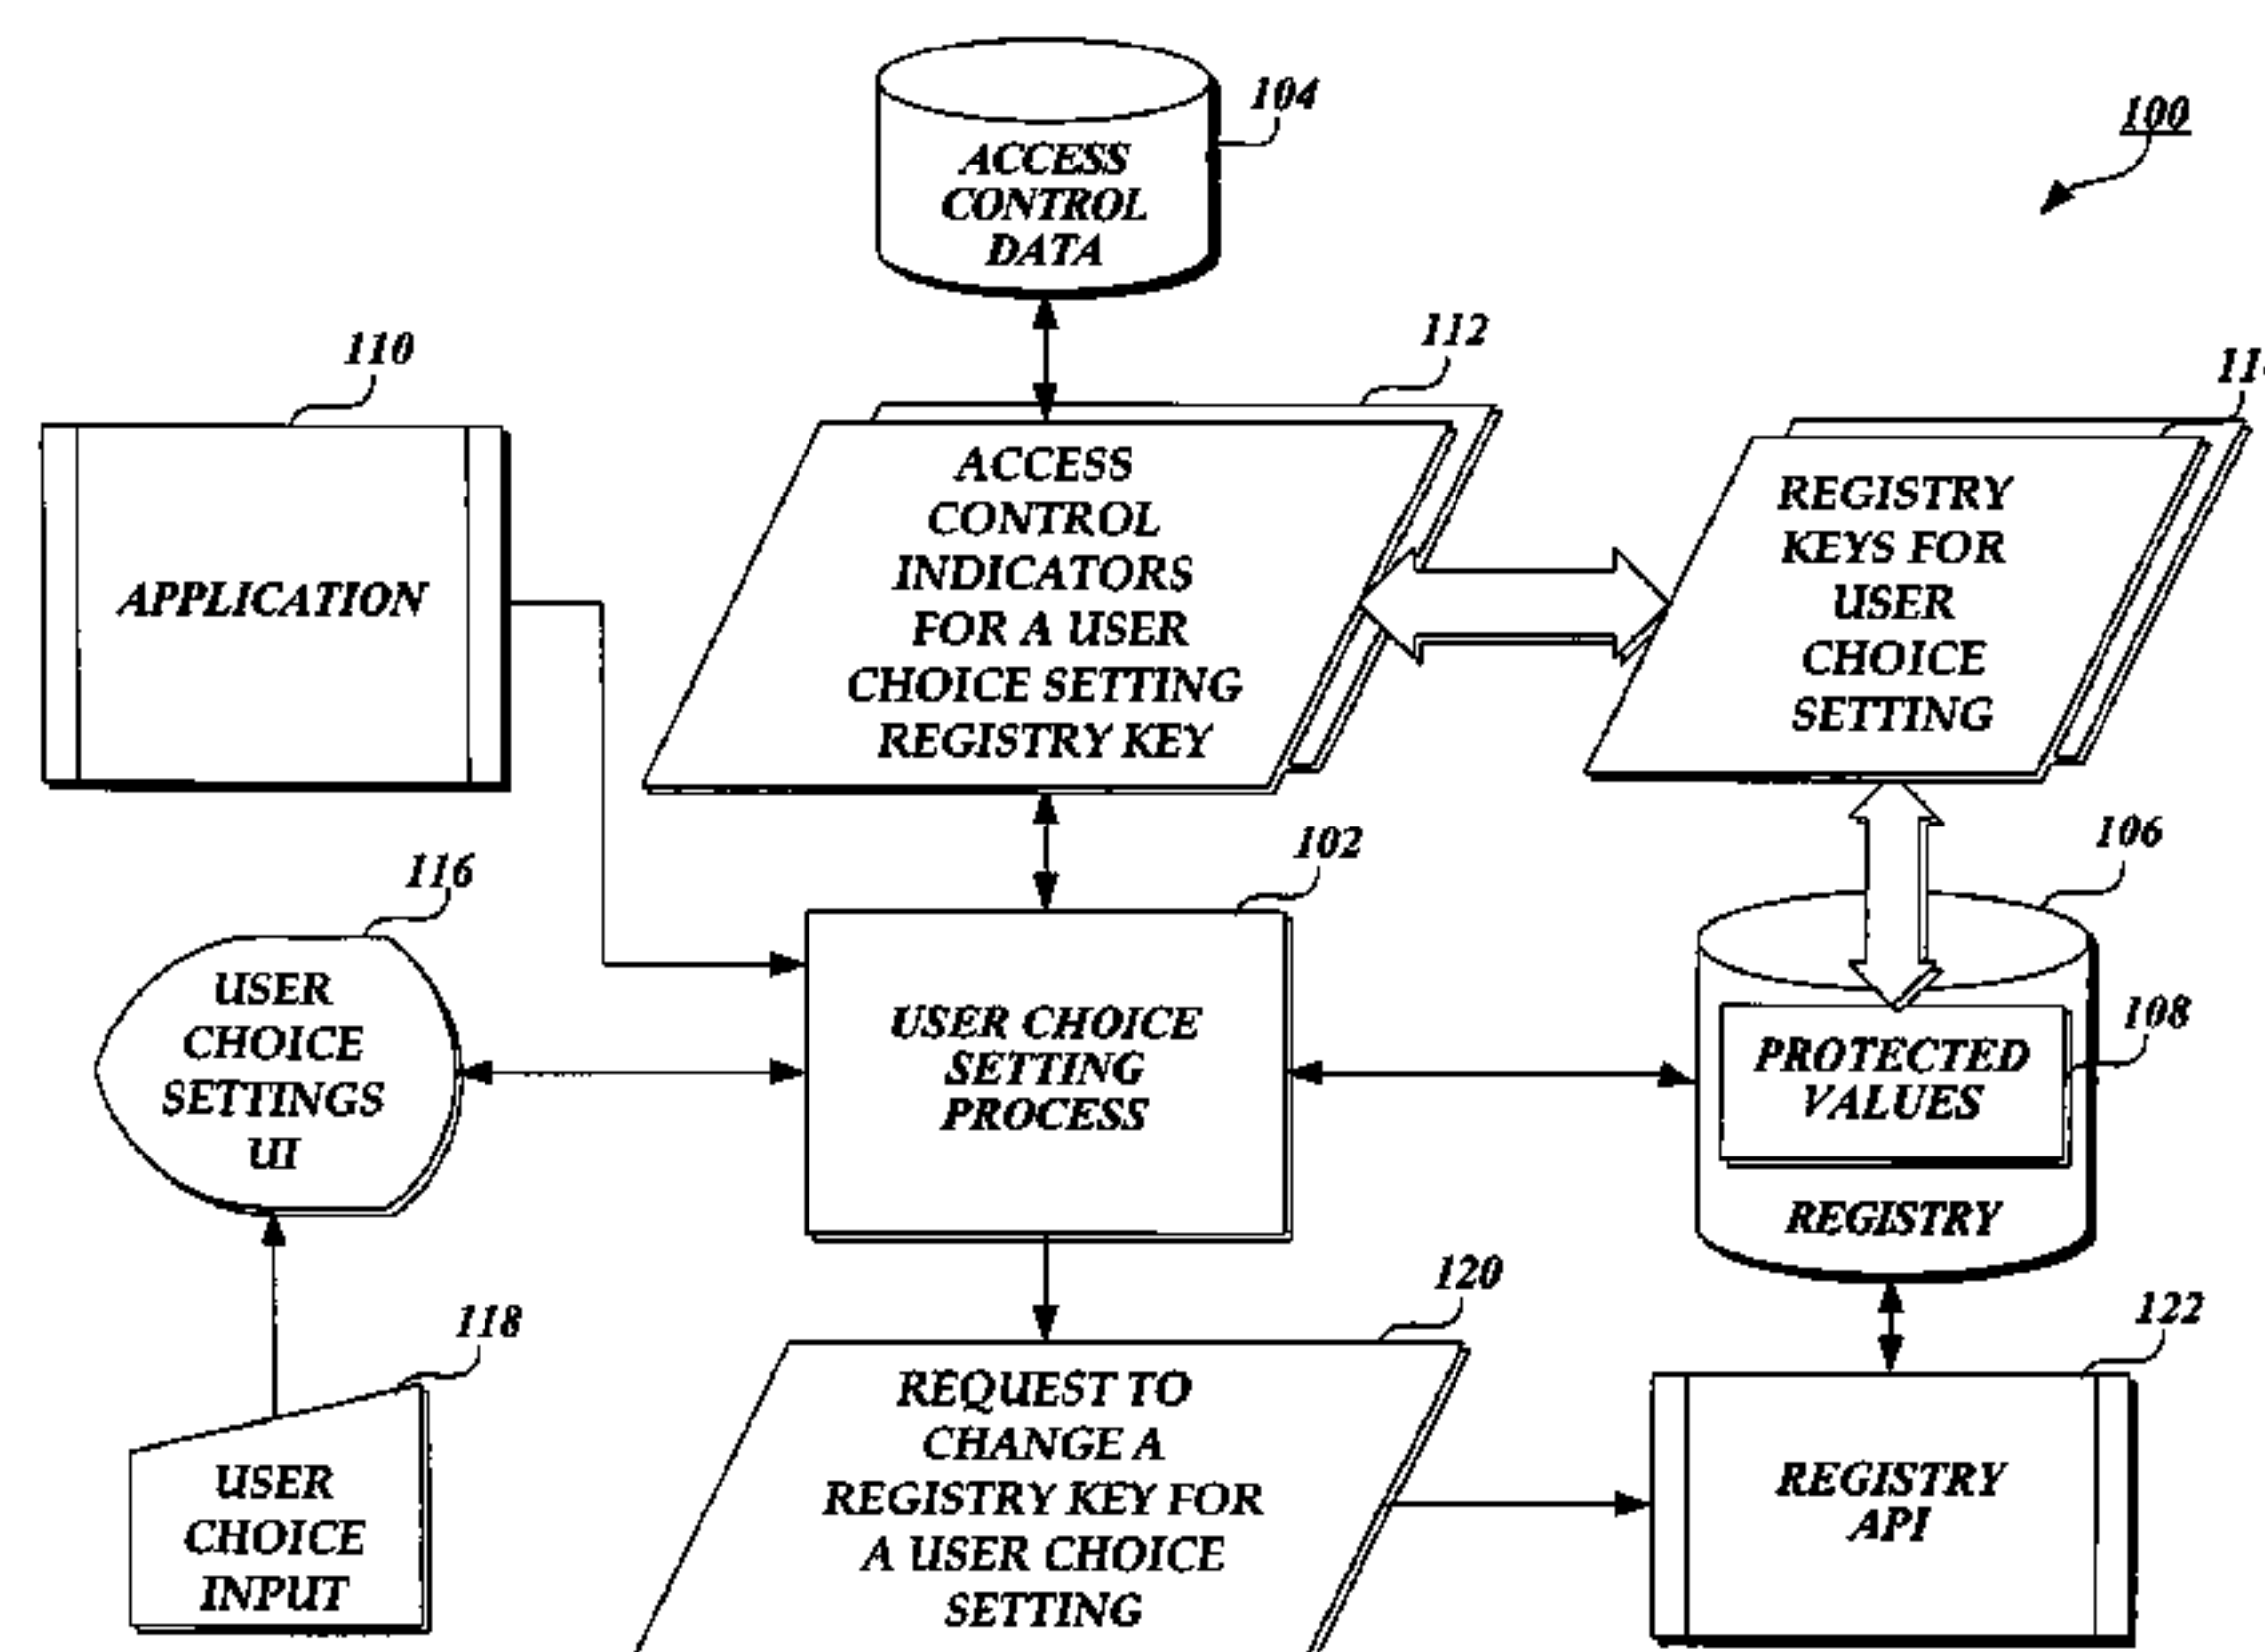 104
ACCESS
CONTROL
DATA
100
110
APPLICATION
112
ACCESS
CONTROL
INDICATORS
FOR A USER
CHOICE SETTING
REGISTRY KEY
REGISTRY
KEYS FOR
USER
CHOICE
SETTING
116
USER
CHOICE
SETTINGS
UI
102
USER CHOICE
SETTING
PROCESS
106
108
PROTECTED
VALUES
REGISTRY
118
USER
CHOICE
INPUT
120
REQUEST TO
CHANGE A
REGISTRY KEY FOR
A USER CHOICE
SETTING
122
REGISTRY
API